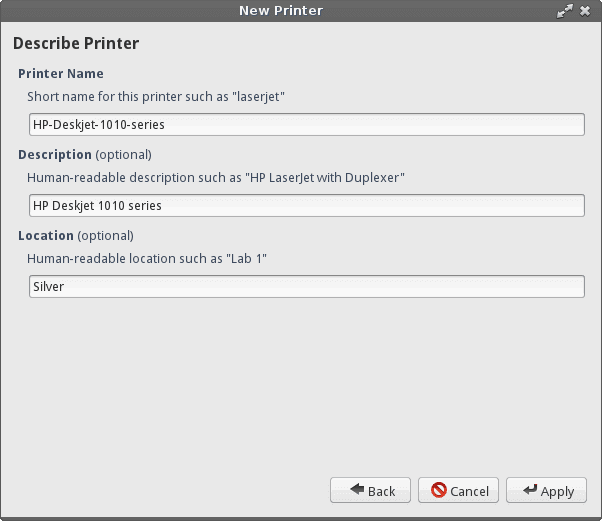 New Printer
Describe Printer
Printer Name
Short name for this printer such as "laserjet"
HP-Deskjet-1010-series
Description (optional)
Human-readable description such as "HP LaserJet with Duplexer"
HP Deskjet 1010 series
Location (optional)
Human-readable location such as "Lab 1"
Silver
Back Cancel Apply